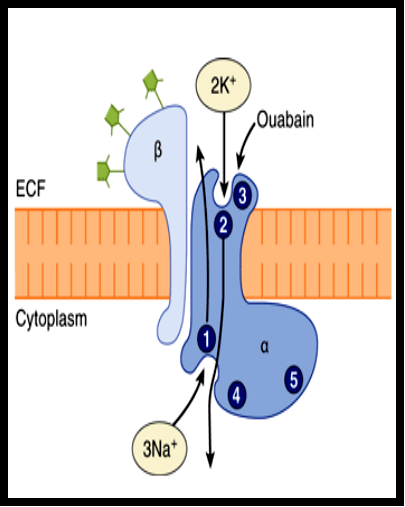 2K⁺
Ouabain
β
3
ECF
2
Cytoplasm
1
α
5
4
3Na⁺